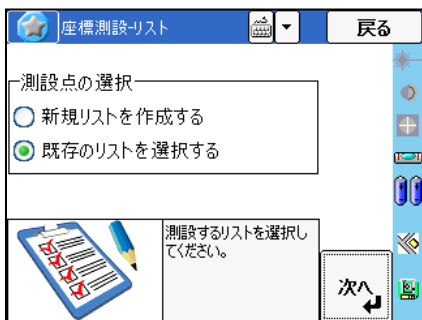 座標測設-リスト
戻る
測設点の選択
新規リストを作成する
既存のリストを選択する
測設するリストを選択し
てください。
次へ